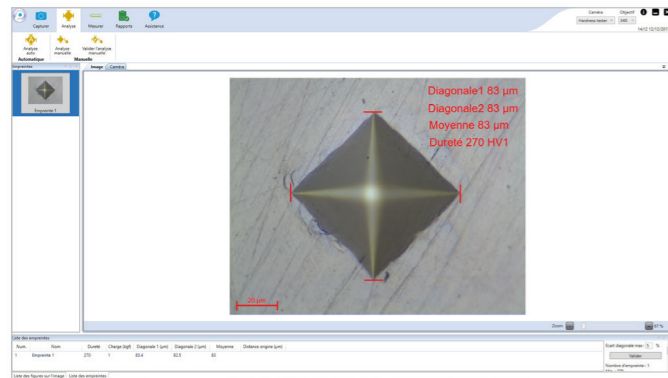 Caméra Objectif
Capturer Analyse Mesurer Rapports Assistance
Hardness tester
Analyse auto Analyse manuelle Valider l'analyse manuelle
Automatique Manuelle
Image Caméra
Empreinte 1
Diagonale1 83 µm
Diagonale2 83 µm
Moyenne 83 µm
Dureté 270 HV1
20 µm
Zoom 97 %
Liste des empreintes
Num. Nom Dureté Charge (kgf) Diagonale 1 (µm) Diagonale 2 (µm) Moyenne Distance origine (µm)
1 Empreinte 1 270 1 83.4 82.5 83
Ecart diagonale max : 5 %
Valider
Nombre d'empreinte : 1
Liste des figures sur l'image Liste des empreintes